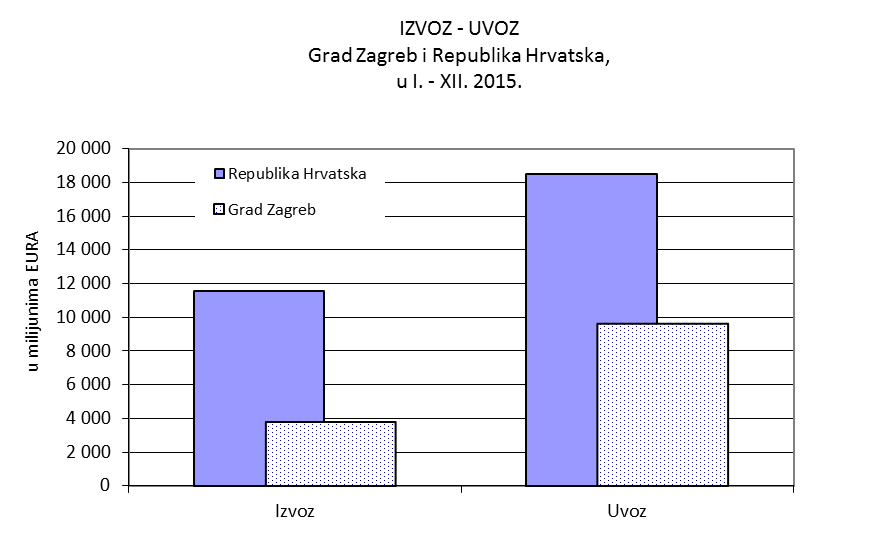 IZVOZ - UVOZ
Grad Zagreb i Republika Hrvatska,
u I. - XII. 2015.
u milijunima EURA
20 000
18 000
16 000
14 000
12 000
10 000
8 000
6 000
4 000
2 000
0
Republika Hrvatska
Grad Zagreb
Izvoz
Uvoz